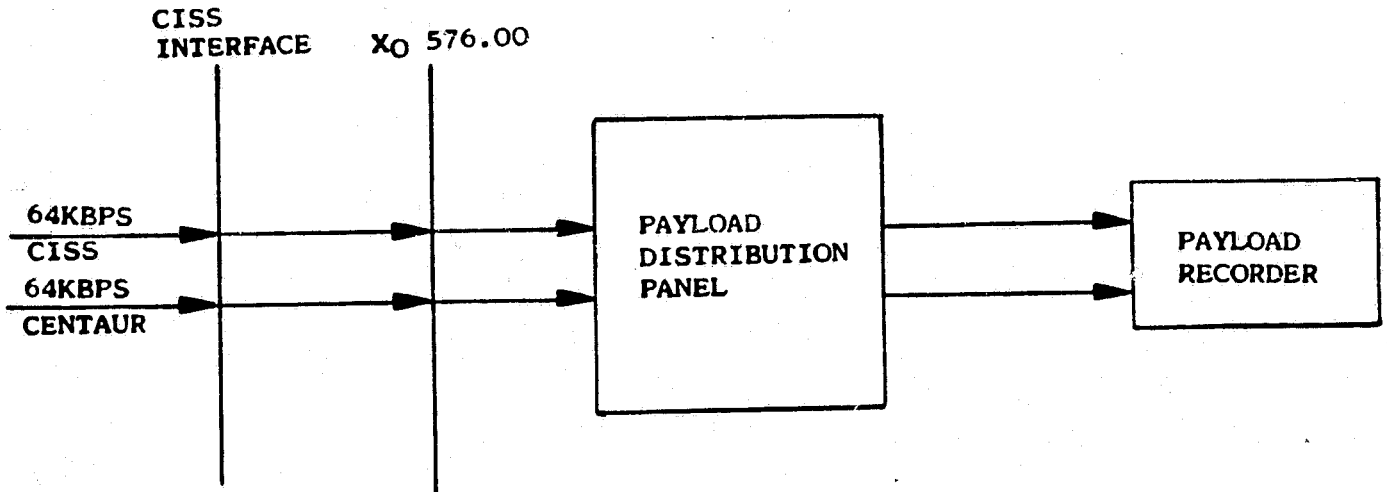 CISS
INTERFACE
XO 576.00
64KBPS
CISS
64KBPS
CENTAUR
PAYLOAD
DISTRIBUTION
PANEL
PAYLOAD
RECORDER